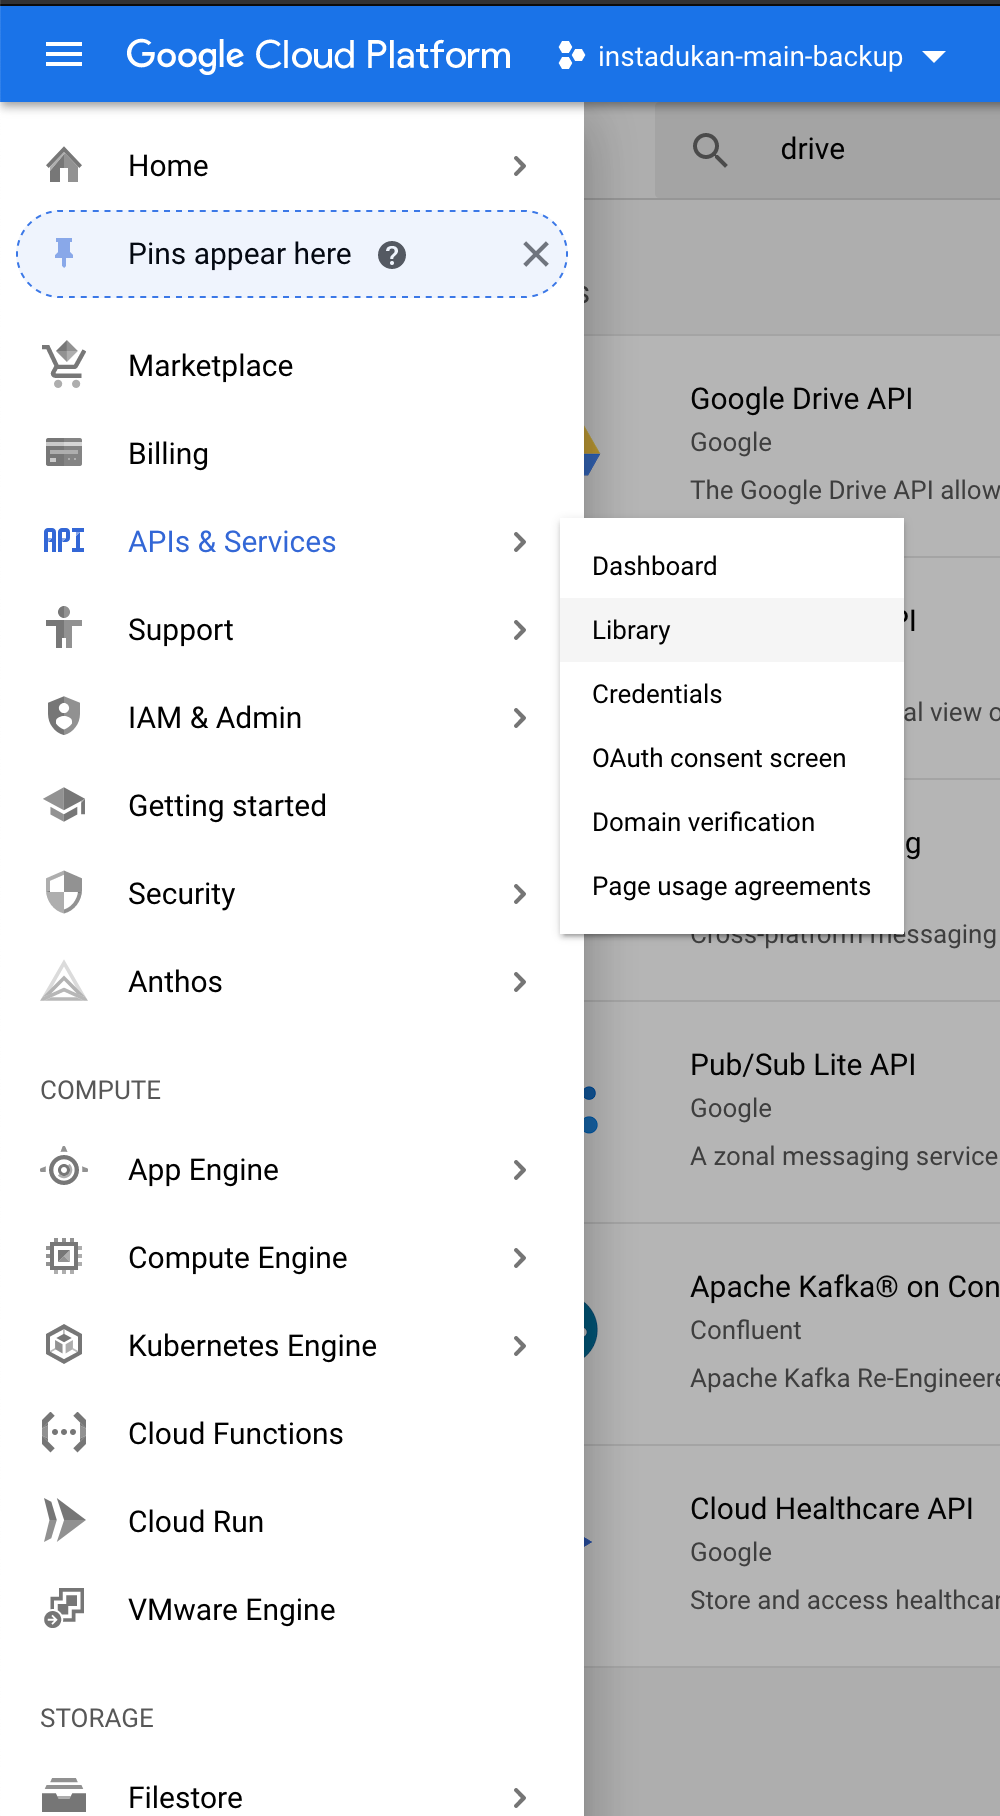 Google Cloud Platform
instadukan-main-backup
Home
drive
Pins appear here
?
s
Marketplace
Billing
API
APIs & Services
Support
IAM & Admin
Getting started
Security
Anthos
Dashboard
Library
Credentials
OAuth consent screen
Domain verification
Page usage agreements
COMPUTE
App Engine
Compute Engine
Kubernetes Engine
Cloud Functions
Cloud Run
VMware Engine
STORAGE
Filestore
Google Drive API
Google
The Google Drive API allow
PI
al view o
g
Cross-platform messaging
Pub/Sub Lite API
Google
A zonal messaging service
Apache Kafka® on Con
Confluent
Apache Kafka Re-Engineere
Cloud Healthcare API
Google
Store and access healthcar